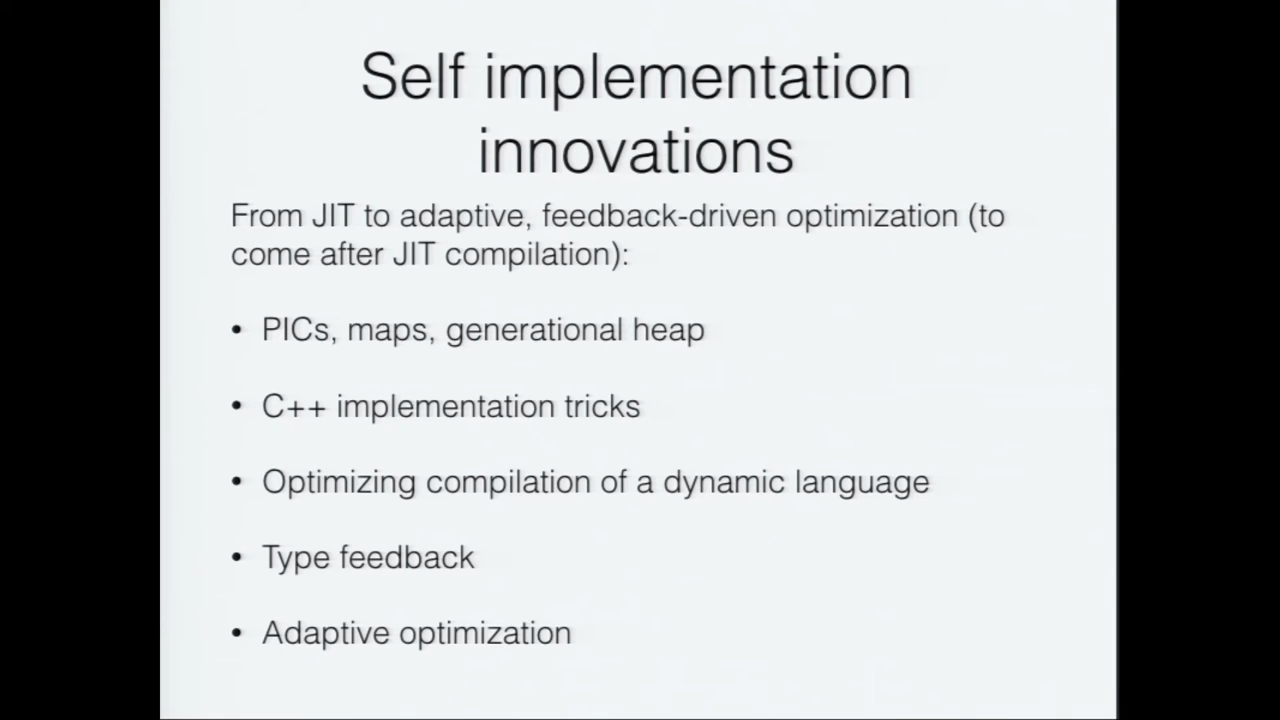 Self implementation
innovations
From JIT to adaptive, feedback-driven optimization (to
come after JIT compilation):
• PICs, maps, generational heap
• C++ implementation tricks
• Optimizing compilation of a dynamic language
• Type feedback
• Adaptive optimization